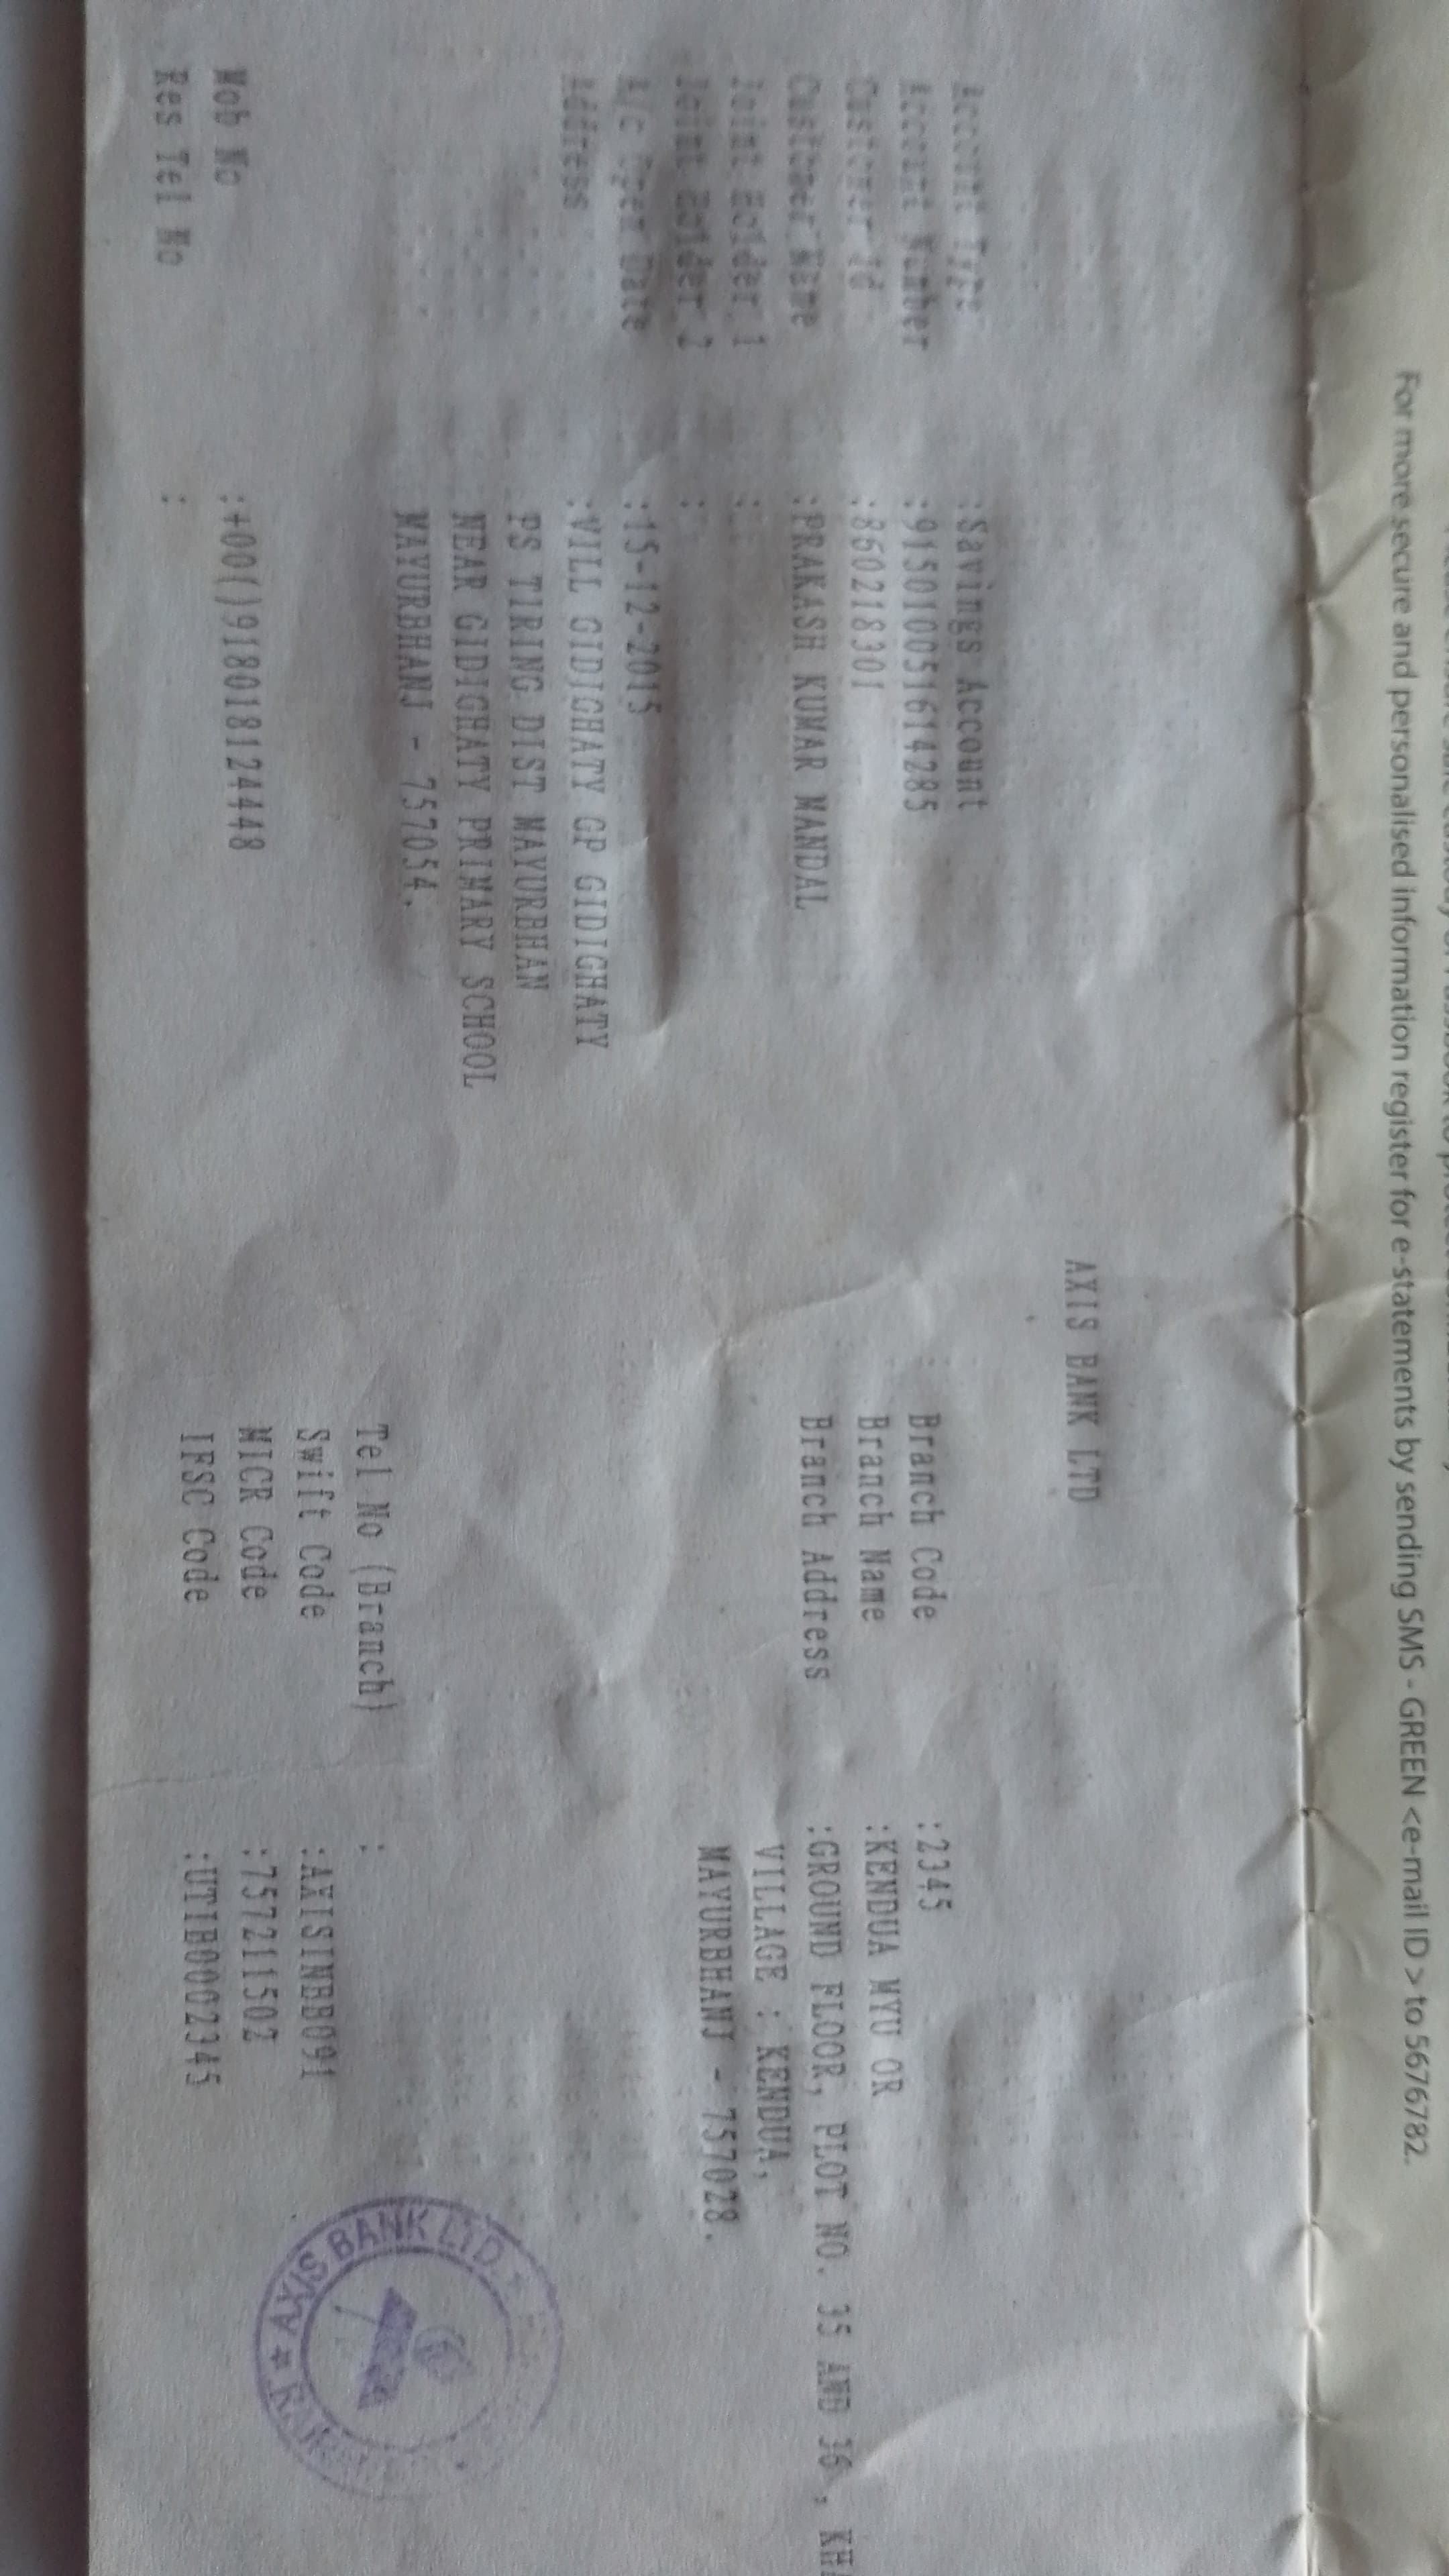 For more secure and personalised information register for e-statements by sending SMS - GREEN <e-mail ID > to 5676782.
AXIS BANK LTD
Account Type :Savings Account
Account Number :915010051614285 Branch Code :2345
Customer Id :860218301 Branch Name :KENDUA MYU OR
Customer Name :PRAKASH KUMAR MANDAL Branch Address :GROUND FLOOR, PLOT NO. 35 AND 36 , KHA
Joint Holder 1 : VILLAGE : KENDUA,
Joint Holder 2 : MAYURBHANJ - 757028.
A/c Open Date :15-12-2015
Address :VILL GIDIGHATY GP GIDIGHATY
PS TIRING DIST MAYURBHAN
NEAR GIDIGHATY PRIMARY SCHOOL
MAYURBHANJ - 757054. Tel No (Branch) :
Swift Code :AXISINBB091
Mob No :+00()918018124448 MICR Code :757211502
Res Tel No : IFSC Code :UTIB0002345
AXIS BANK LTD.